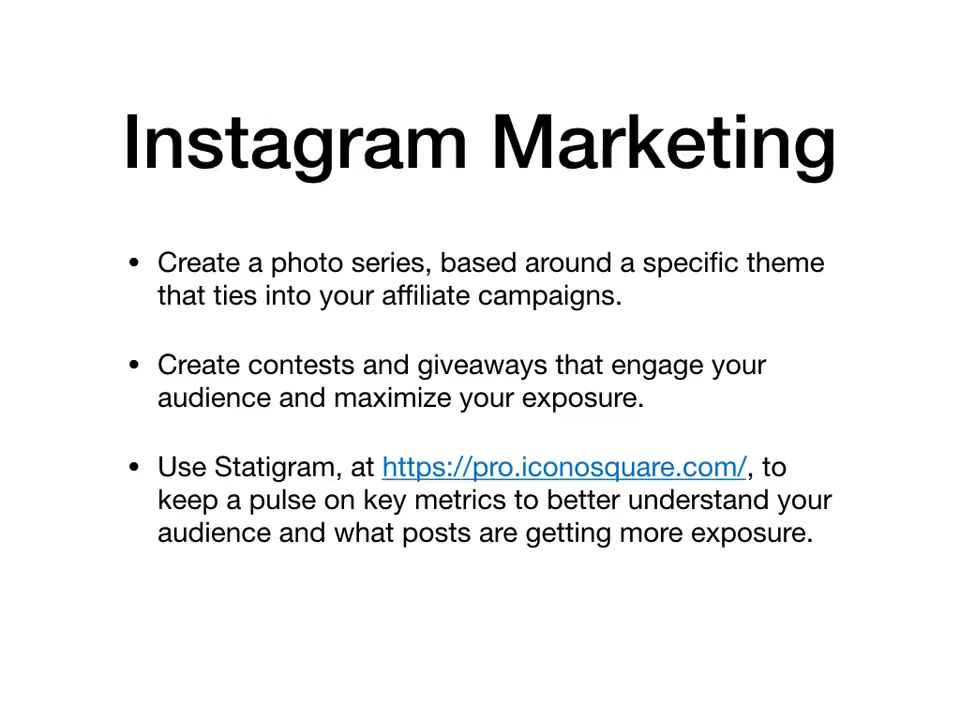 Instagram Marketing
• Create a photo series, based around a specific theme
that ties into your affiliate campaigns.
• Create contests and giveaways that engage your
audience and maximize your exposure.
• Use Statigram, at https://pro.iconosquare.com/, to
keep a pulse on key metrics to better understand your
audience and what posts are getting more exposure.